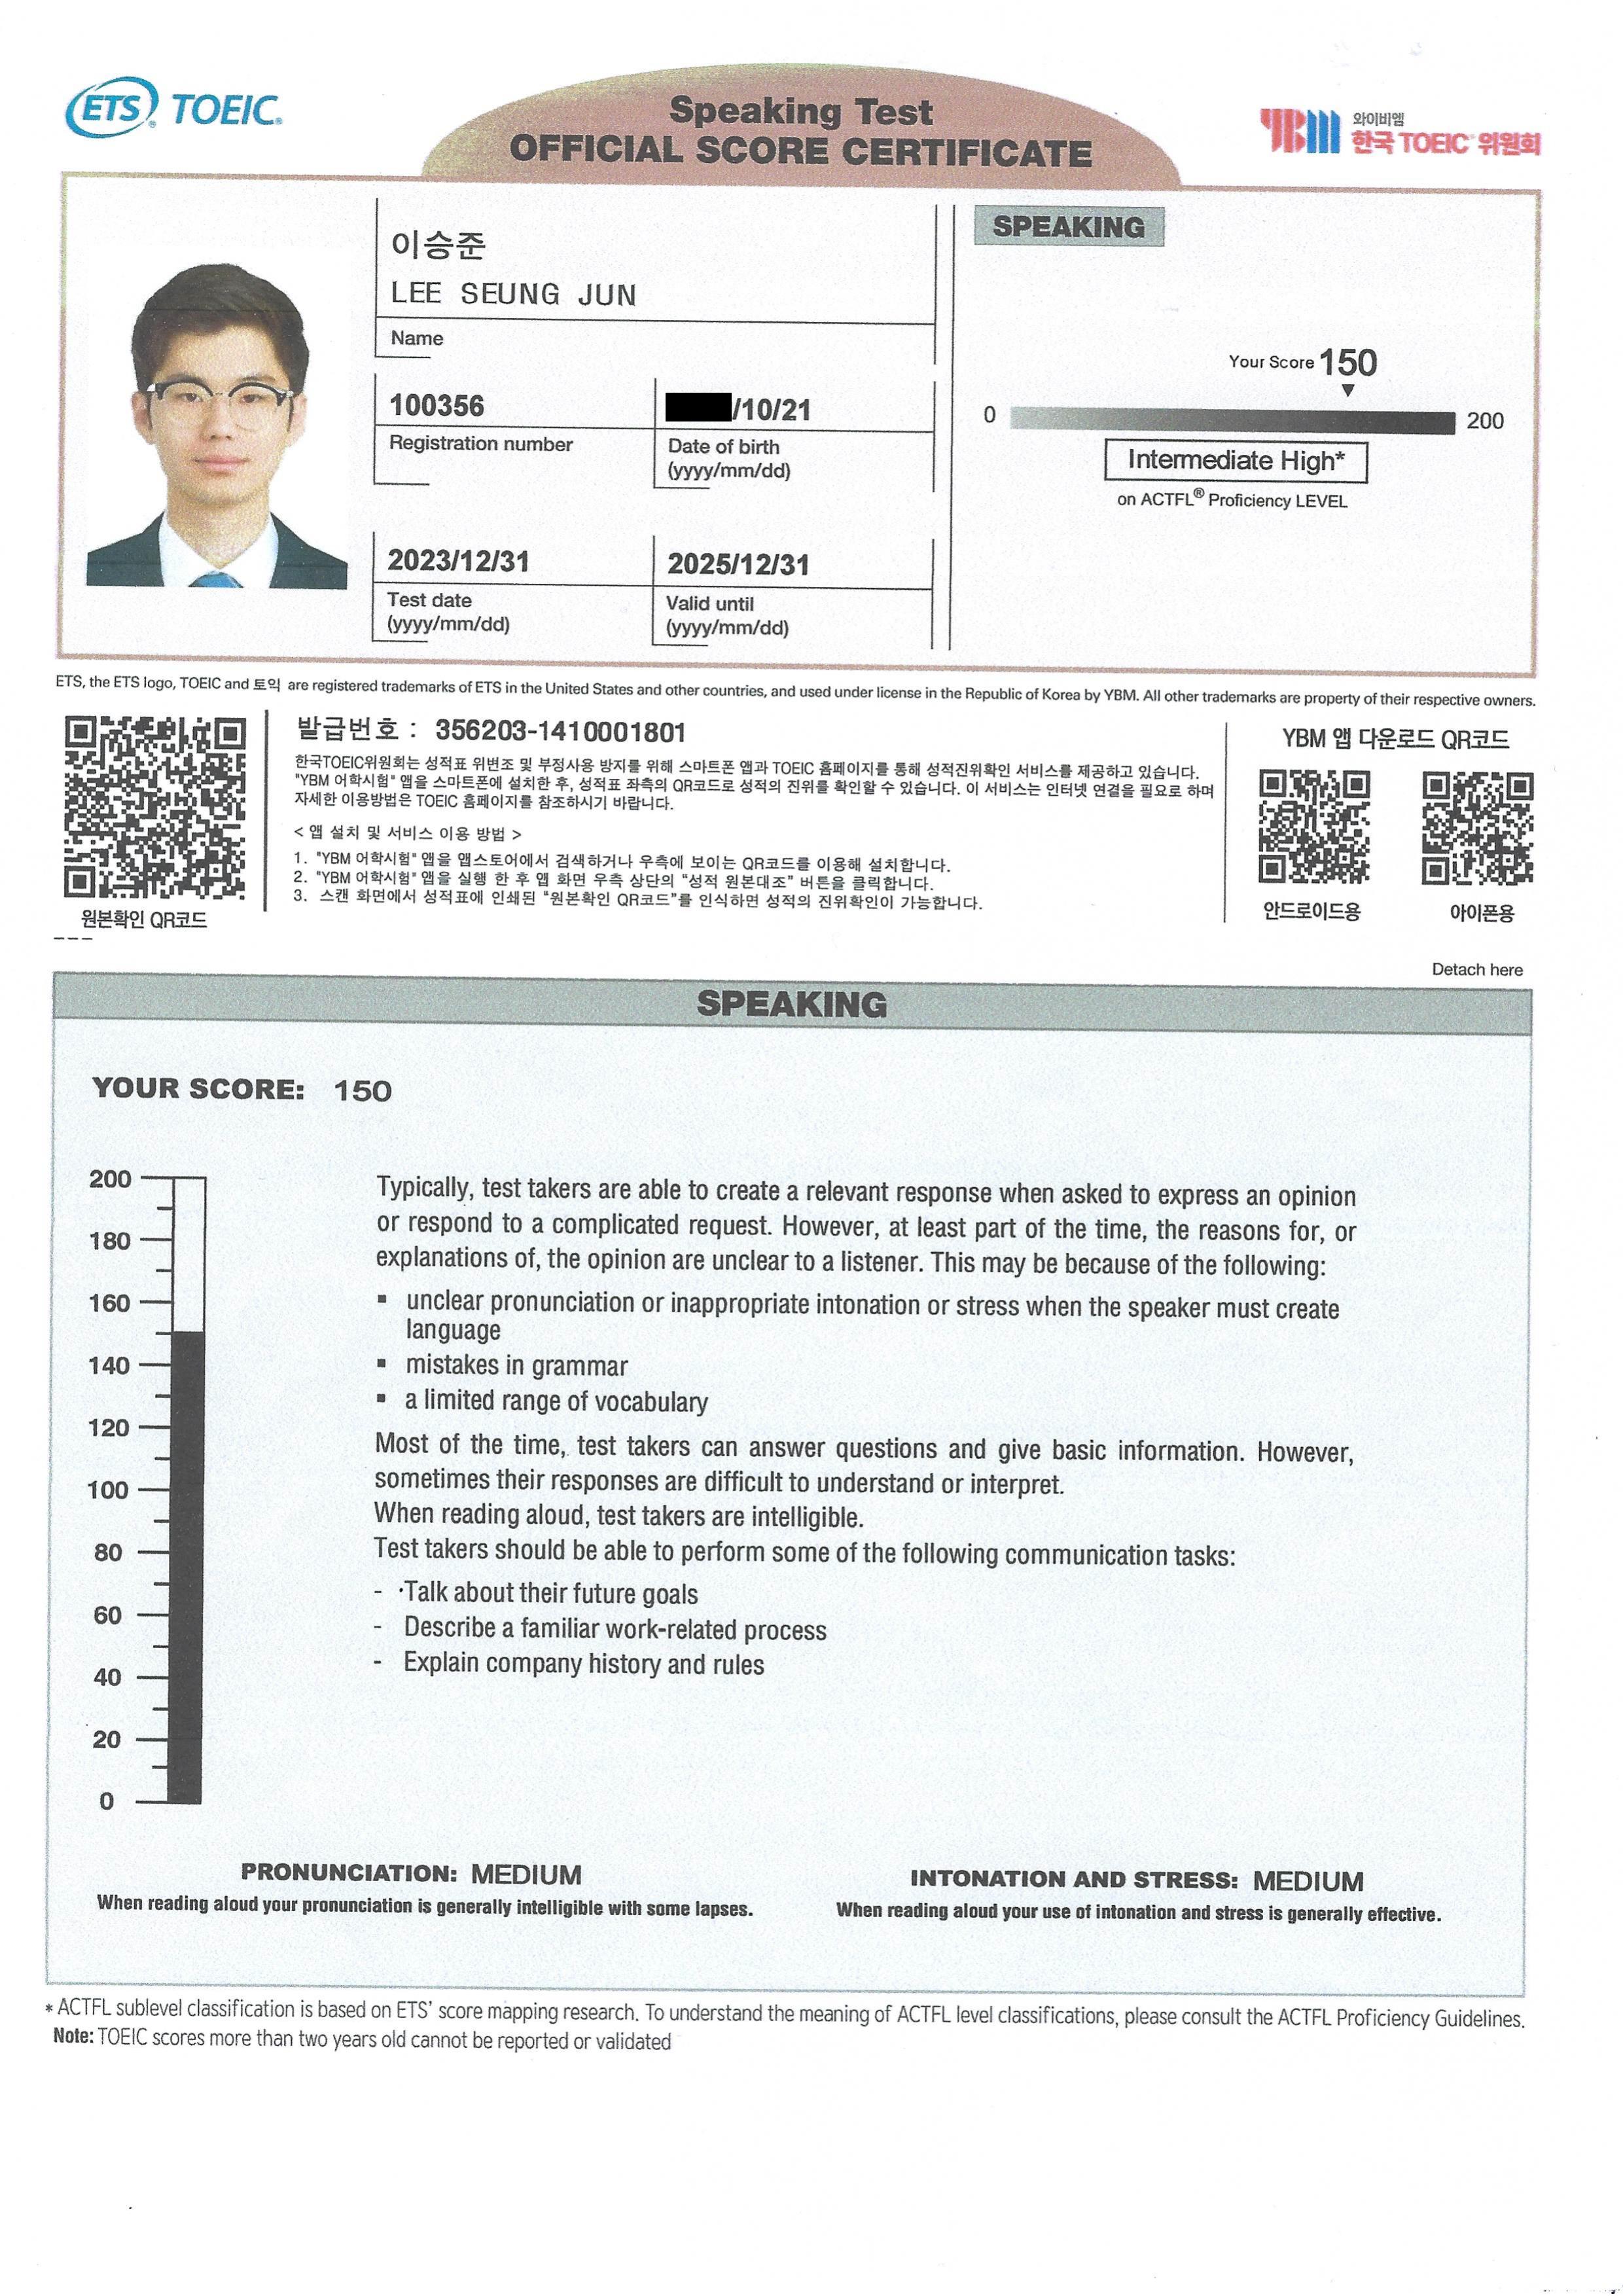 ETS® TOEIC®
Speaking Test
OFFICIAL SCORE CERTIFICATE
YBM 와이비엠
한국TOEIC위원회
이승준
LEE SEUNG JUN
Name
100356
Registration number
/10/21
Date of birth
(yyyy/mm/dd)
2023/12/31
Test date
(yyyy/mm/dd)
2025/12/31
Valid until
(yyyy/mm/dd)
SPEAKING
Your Score 150
0
200
Intermediate High*
on ACTFL® Proficiency LEVEL
ETS, the ETS logo, TOEIC and 토익 are registered trademarks of ETS in the United States and other countries, and used under license in the Republic of Korea by YBM. All other trademarks are property of their respective owners.
원본확인 QR코드
발급번호 : 356203-1410001801
한국TOEIC위원회는 성적표 위변조 및 부정사용 방지를 위해 스마트폰 앱과 TOEIC 홈페이지를 통해 성적진위확인 서비스를 제공하고 있습니다.
"YBM 어학시험" 앱을 스마트폰에 설치한 후, 성적표 좌측의 QR코드로 성적의 진위를 확인할 수 있습니다. 이 서비스는 인터넷 연결을 필요로 하며
자세한 이용방법은 TOEIC 홈페이지를 참조하시기 바랍니다.
< 앱 설치 및 서비스 이용 방법 >
1. "YBM 어학시험" 앱을 앱스토어에서 검색하거나 우측에 보이는 QR코드를 이용해 설치합니다.
2. "YBM 어학시험" 앱을 실행 한 후 앱 화면 우측 상단의 "성적 원본대조" 버튼을 클릭합니다.
3. 스캔 화면에서 성적표에 인쇄된 "원본확인 QR코드"를 인식하면 성적의 진위확인이 가능합니다.
YBM 앱 다운로드 QR코드
안드로이드용
아이폰용
Detach here
SPEAKING
YOUR SCORE: 150
200
180
160
140
120
100
80
60
40
20
0
Typically, test takers are able to create a relevant response when asked to express an opinion
or respond to a complicated request. However, at least part of the time, the reasons for, or
explanations of, the opinion are unclear to a listener. This may be because of the following:
▪ unclear pronunciation or inappropriate intonation or stress when the speaker must create
language
▪ mistakes in grammar
▪ a limited range of vocabulary
Most of the time, test takers can answer questions and give basic information. However,
sometimes their responses are difficult to understand or interpret.
When reading aloud, test takers are intelligible.
Test takers should be able to perform some of the following communication tasks:
- ·Talk about their future goals
- Describe a familiar work-related process
- Explain company history and rules
PRONUNCIATION: MEDIUM
When reading aloud your pronunciation is generally intelligible with some lapses.
INTONATION AND STRESS: MEDIUM
When reading aloud your use of intonation and stress is generally effective.
* ACTFL sublevel classification is based on ETS' score mapping research. To understand the meaning of ACTFL level classifications, please consult the ACTFL Proficiency Guidelines.
Note: TOEIC scores more than two years old cannot be reported or validated